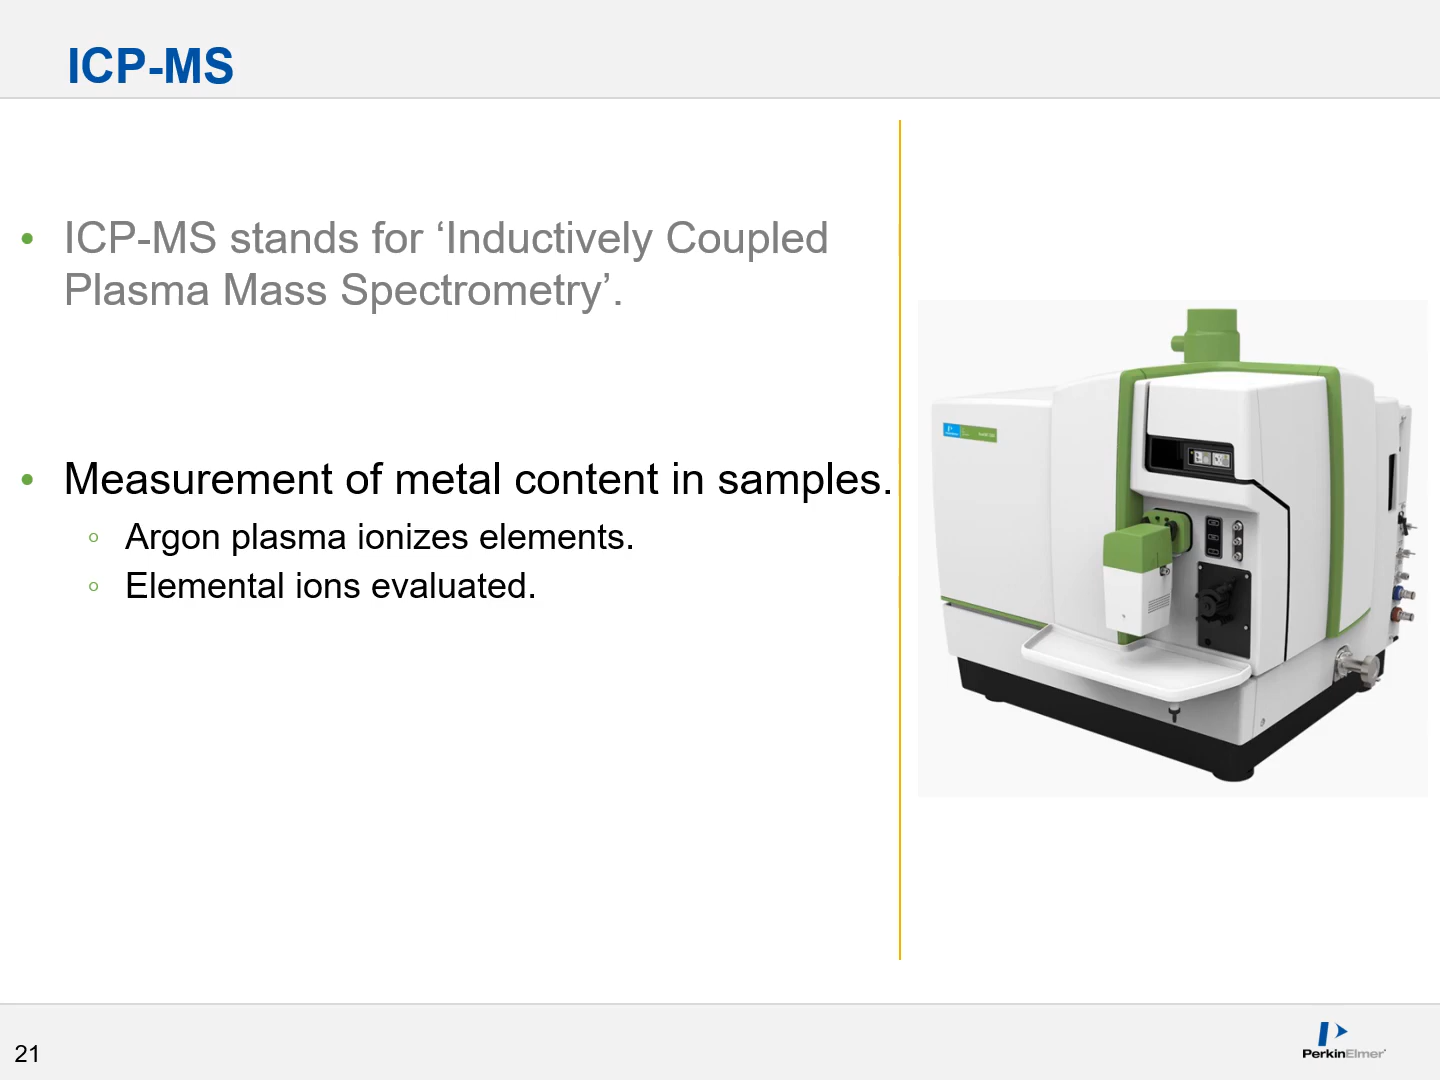 ICP-MS
• ICP-MS stands for ‘Inductively Coupled
Plasma Mass Spectrometry’.
• Measurement of metal content in samples.
○ Argon plasma ionizes elements.
○ Elemental ions evaluated.
21
PerkinElmer